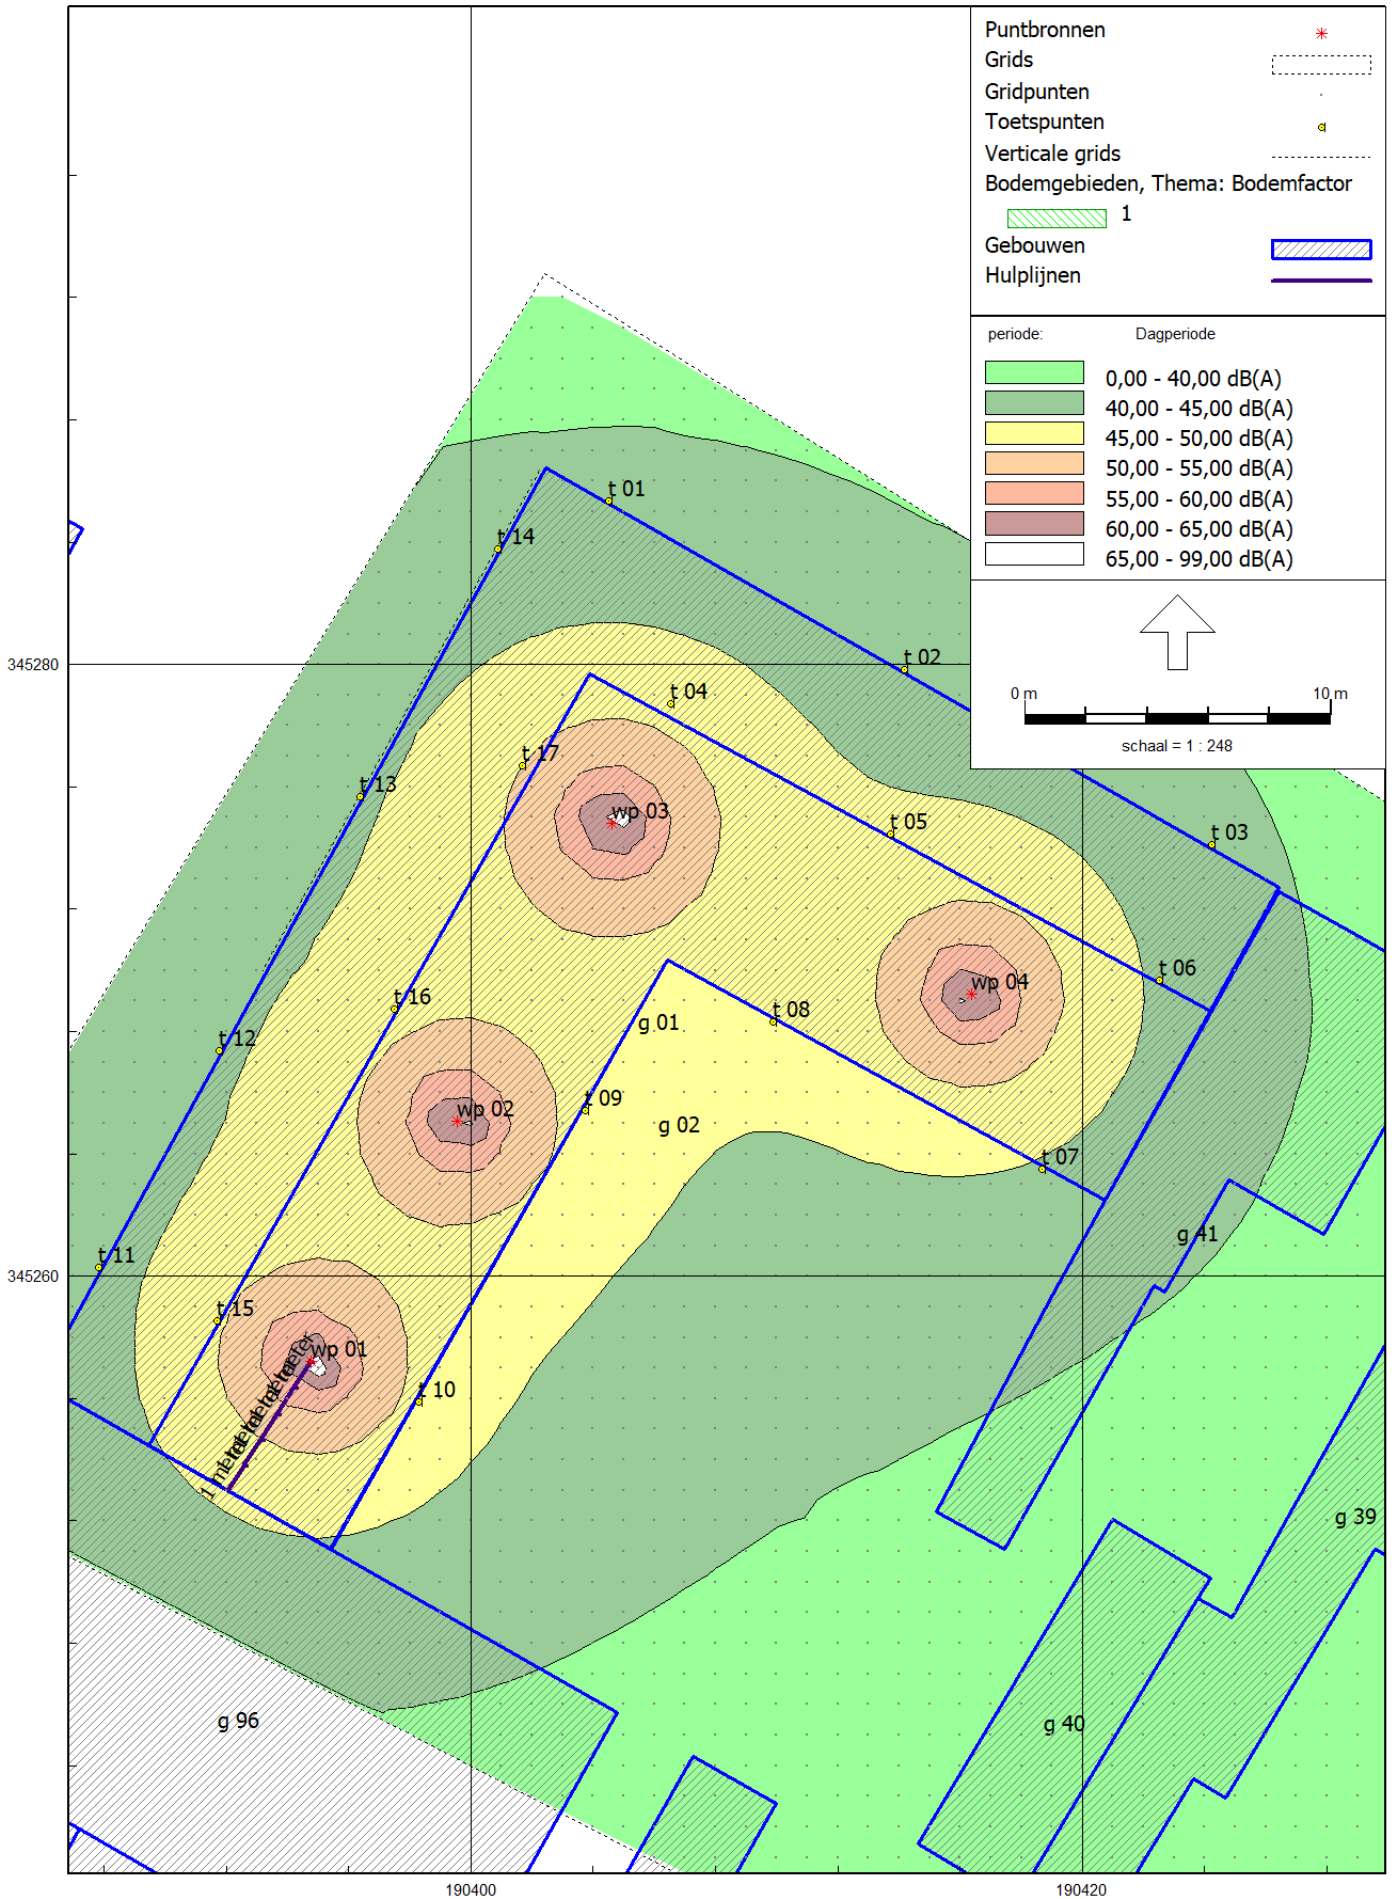 Puntbronnen
Grids
Gridpunten
Toetspunten
Verticale grids
Bodemgebieden, Thema: Bodemfactor
1
Gebouwen
Hulplijnen
periode: Dagperiode
0,00 - 40,00 dB(A)
40,00 - 45,00 dB(A)
45,00 - 50,00 dB(A)
50,00 - 55,00 dB(A)
55,00 - 60,00 dB(A)
60,00 - 65,00 dB(A)
65,00 - 99,00 dB(A)
0 m 10 m
schaal = 1 : 248
t 01
t 14
t 02
345280
t 04
t 17
t 13
wp 03
t 05
t 03
t 06
wp 04
t 16
t 08
g 01
t 12
t 09
wp 02
g 02
t 07
g 41
t 11
345260
t 15
wp 01
t 10
1 meter
g 39
g 96
g 40
190400 190420